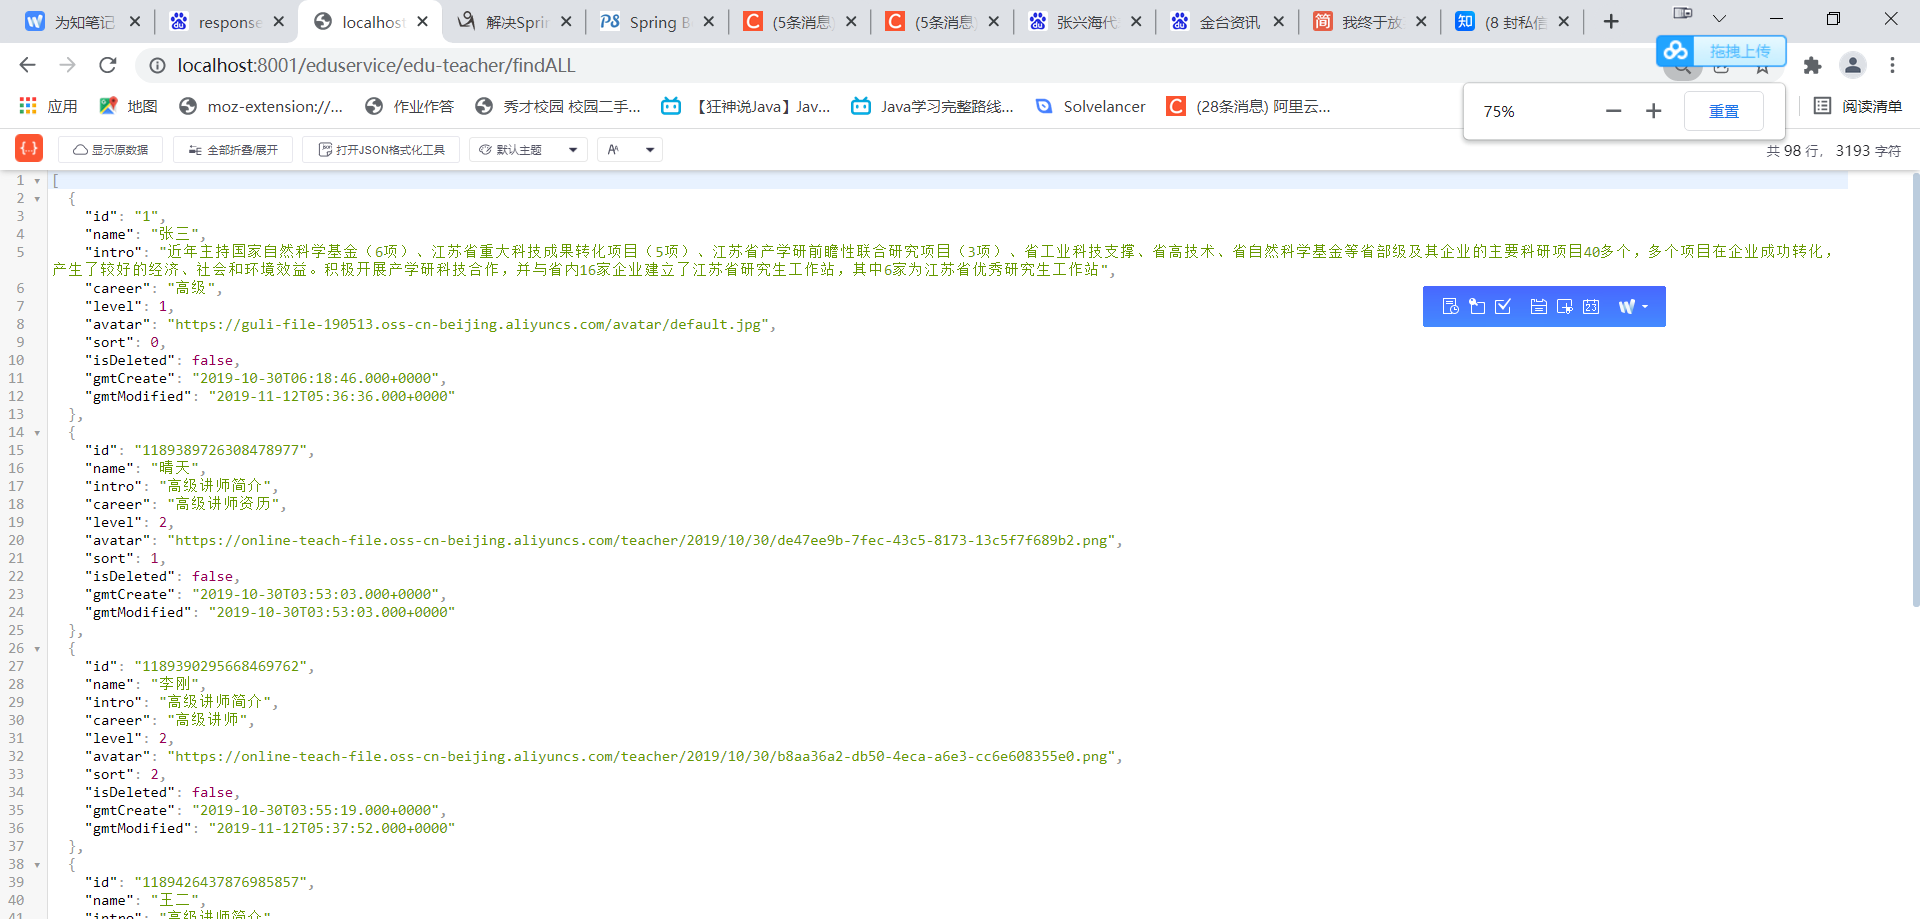 为知笔记
response
localhost
解决Sprin
Spring B
(5条消息)
(5条消息)
张兴海代
金台资讯
我终于放
(8 封私信
拖拽上传
localhost:8001/eduservice/edu-teacher/findALL
应用
地图
moz-extension://...
作业作答
秀才校园 校园二手...
【狂神说Java】Jav...
Java学习完整路线...
Solvelancer
(28条消息) 阿里云...
阅读清单
75%
重置
显示原数据
全部折叠/展开
打开JSON格式化工具
默认主题
共 98 行， 3193 字符
1 [
2 {
3 "id": "1",
4 "name": "张三",
5 "intro": "近年主持国家自然科学基金（6项）、江苏省重大科技成果转化项目（5项）、江苏省产学研前瞻性联合研究项目（3项）、省工业科技支撑、省高技术、省自然科学基金等省部级及其企业的主要科研项目40多个，多个项目在企业成功转化，
产生了较好的经济、社会和环境效益。积极开展产学研科技合作，并与省内16家企业建立了江苏省研究生工作站，其中6家为江苏省优秀研究生工作站",
6 "career": "高级",
7 "level": 1,
8 "avatar": "https://guli-file-190513.oss-cn-beijing.aliyuncs.com/avatar/default.jpg",
9 "sort": 0,
10 "isDeleted": false,
11 "gmtCreate": "2019-10-30T06:18:46.000+0000",
12 "gmtModified": "2019-11-12T05:36:36.000+0000"
13 },
14 {
15 "id": "1189389726308478977",
16 "name": "晴天",
17 "intro": "高级讲师简介",
18 "career": "高级讲师资历",
19 "level": 2,
20 "avatar": "https://online-teach-file.oss-cn-beijing.aliyuncs.com/teacher/2019/10/30/de47ee9b-7fec-43c5-8173-13c5f7f689b2.png",
21 "sort": 1,
22 "isDeleted": false,
23 "gmtCreate": "2019-10-30T03:53:03.000+0000",
24 "gmtModified": "2019-10-30T03:53:03.000+0000"
25 },
26 {
27 "id": "1189390295668469762",
28 "name": "李刚",
29 "intro": "高级讲师简介",
30 "career": "高级讲师",
31 "level": 2,
32 "avatar": "https://online-teach-file.oss-cn-beijing.aliyuncs.com/teacher/2019/10/30/b8aa36a2-db50-4eca-a6e3-cc6e608355e0.png",
33 "sort": 2,
34 "isDeleted": false,
35 "gmtCreate": "2019-10-30T03:55:19.000+0000",
36 "gmtModified": "2019-11-12T05:37:52.000+0000"
37 },
38 {
39 "id": "1189426437876985857",
40 "name": "王二",
41 "intro": "高级讲师简介"